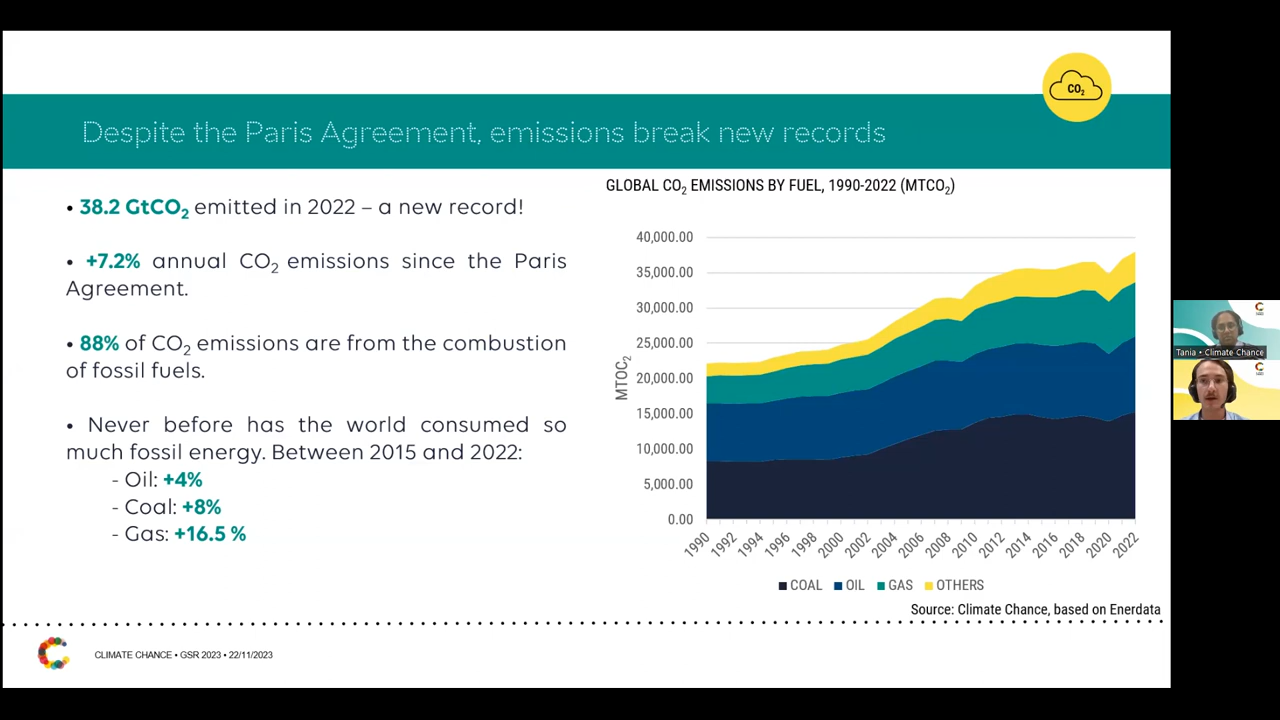 CO₂
Despite the Paris Agreement, emissions break new records
• 38.2 GtCO₂ emitted in 2022 – a new record!
• +7.2% annual CO₂ emissions since the Paris
Agreement.
• 88% of CO₂ emissions are from the combustion
of fossil fuels.
• Never before has the world consumed so
much fossil energy. Between 2015 and 2022:
- Oil: +4%
- Coal: +8%
- Gas: +16.5 %
GLOBAL CO₂ EMISSIONS BY FUEL, 1990-2022 (MTCO₂)
MTOC₂
40,000.00
35,000.00
30,000.00
25,000.00
20,000.00
15,000.00
10,000.00
5,000.00
0.00
1990 1992 1994 1996 1998 2000 2002 2004 2006 2008 2010 2012 2014 2016 2018 2020 2022
COAL OIL GAS OTHERS
Source: Climate Chance, based on Enerdata
CLIMATE CHANCE • GSR 2023 • 22/11/2023
Tania • Climate Chance